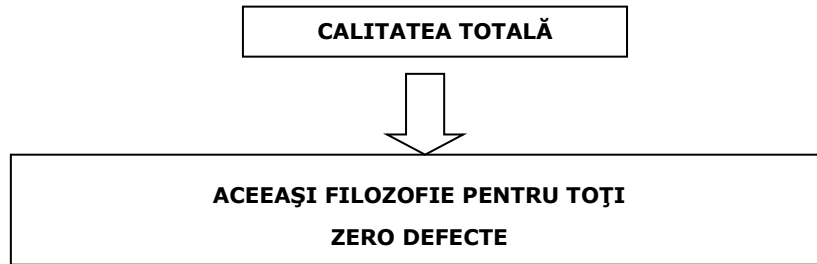 CALITATEA TOTALĂ
ACEEAŞI FILOZOFIE PENTRU TOŢI
ZERO DEFECTE